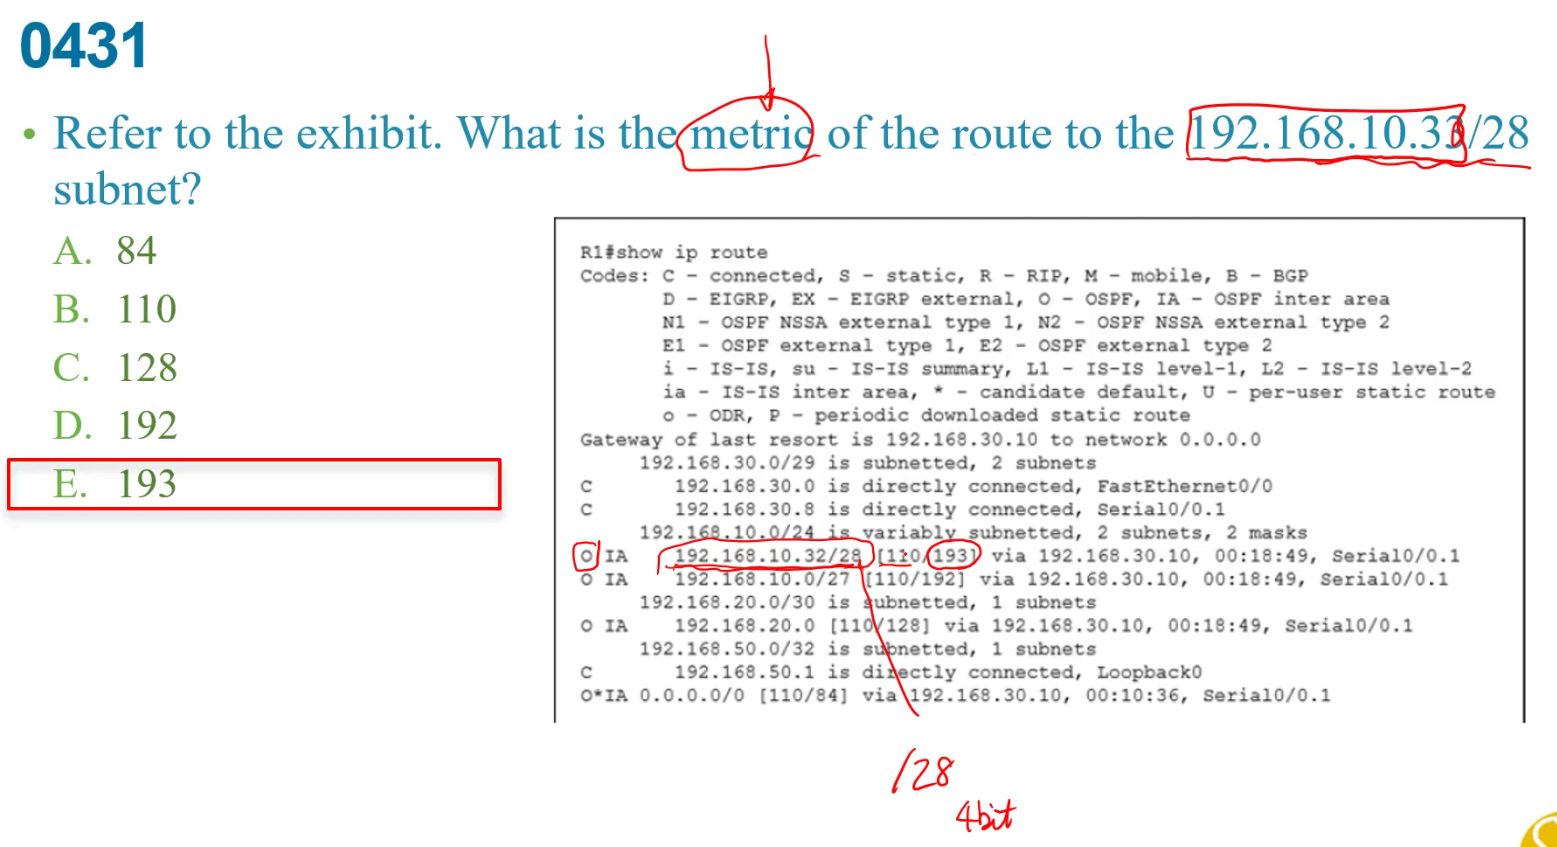 0431
• Refer to the exhibit. What is the metric of the route to the 192.168.10.33/28
subnet?
A. 84
B. 110
C. 128
D. 192
E. 193
R1#show ip route
Codes: C - connected, S - static, R - RIP, M - mobile, B - BGP
D - EIGRP, EX - EIGRP external, O - OSPF, IA - OSPF inter area
N1 - OSPF NSSA external type 1, N2 - OSPF NSSA external type 2
E1 - OSPF external type 1, E2 - OSPF external type 2
i - IS-IS, su - IS-IS summary, L1 - IS-IS level-1, L2 - IS-IS level-2
ia - IS-IS inter area, * - candidate default, U - per-user static route
o - ODR, P - periodic downloaded static route
Gateway of last resort is 192.168.30.10 to network 0.0.0.0
192.168.30.0/29 is subnetted, 2 subnets
C 192.168.30.0 is directly connected, FastEthernet0/0
C 192.168.30.8 is directly connected, Serial0/0.1
192.168.10.0/24 is variably subnetted, 2 subnets, 2 masks
O IA 192.168.10.32/28 [110/193] via 192.168.30.10, 00:18:49, Serial0/0.1
O IA 192.168.10.0/27 [110/192] via 192.168.30.10, 00:18:49, Serial0/0.1
192.168.20.0/30 is subnetted, 1 subnets
O IA 192.168.20.0 [110/128] via 192.168.30.10, 00:18:49, Serial0/0.1
192.168.50.0/32 is subnetted, 1 subnets
C 192.168.50.1 is directly connected, Loopback0
O*IA 0.0.0.0/0 [110/84] via 192.168.30.10, 00:10:36, Serial0/0.1
/28
4bit